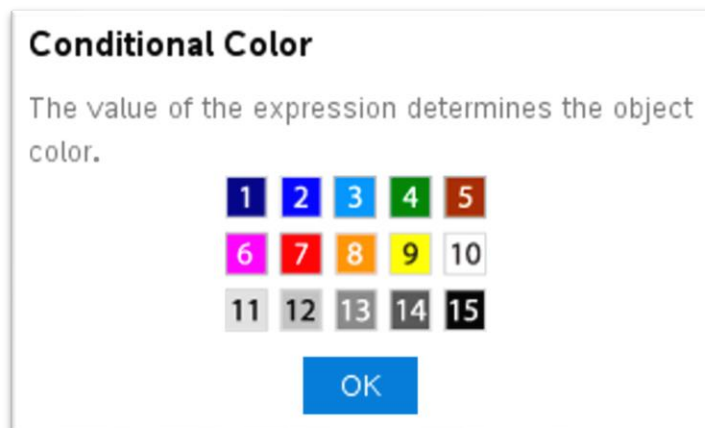 Conditional Color
The value of the expression determines the object
color.
1 2 3 4 5
6 7 8 9 10
11 12 13 14 15
OK